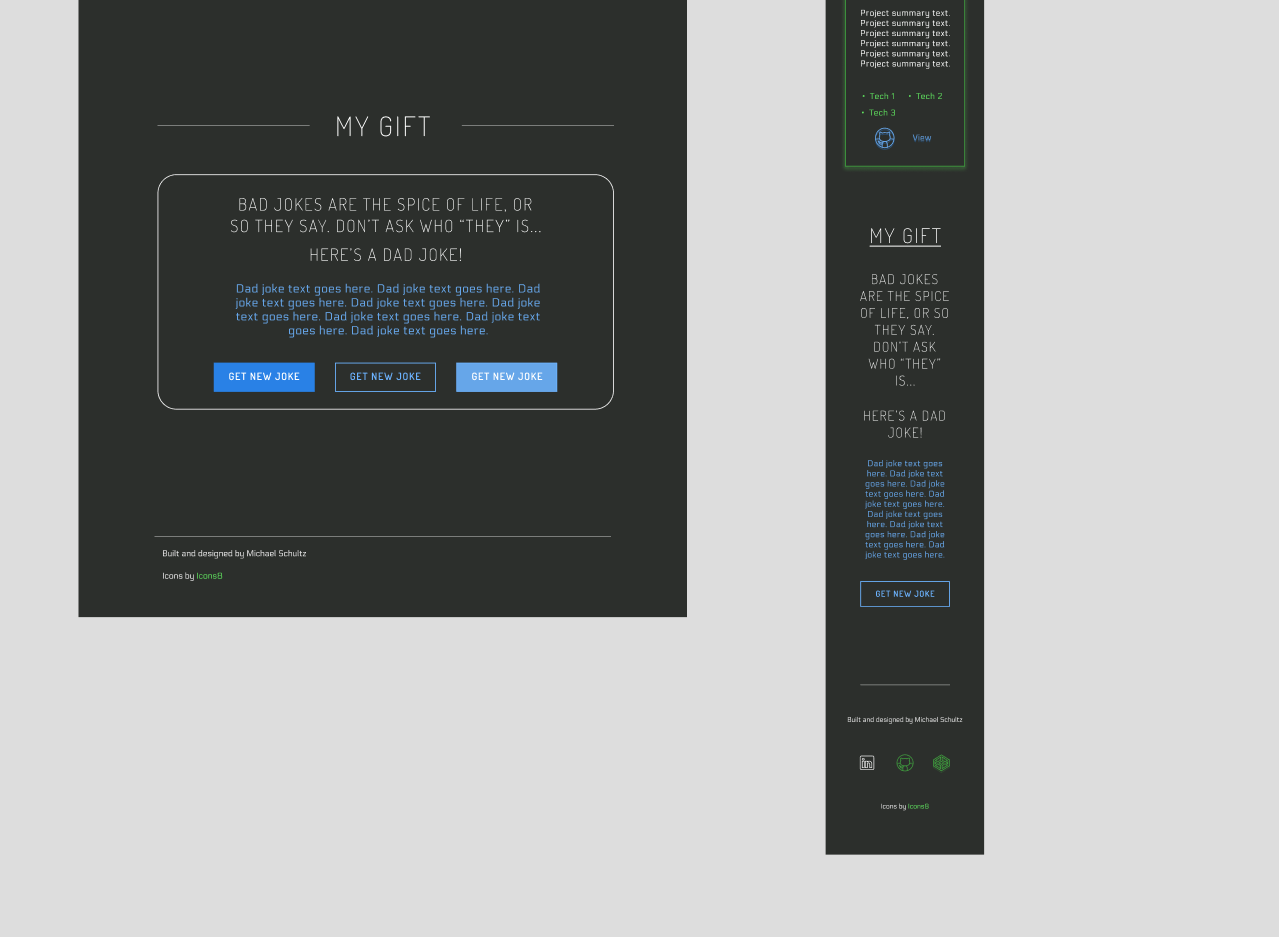 MY GIFT
BAD JOKES ARE THE SPICE OF LIFE, OR
SO THEY SAY. DON'T ASK WHO “THEY” IS...
HERE'S A DAD JOKE!
Dad joke text goes here. Dad joke text goes here. Dad
joke text goes here. Dad joke text goes here. Dad joke
text goes here. Dad joke text goes here. Dad joke text
goes here. Dad joke text goes here.
GET NEW JOKE
GET NEW JOKE
GET NEW JOKE
Built and designed by Michael Schultz
Icons by Icons8
Project summary text.
Project summary text.
Project summary text.
Project summary text.
Project summary text.
Project summary text.
• Tech 1 • Tech 2
• Tech 3
View
MY GIFT
BAD JOKES
ARE THE SPICE
OF LIFE, OR SO
THEY SAY.
DON'T ASK
WHO “THEY”
IS...
HERE'S A DAD
JOKE!
Dad joke text goes
here. Dad joke text
goes here. Dad joke
text goes here. Dad
joke text goes here.
Dad joke text goes
here. Dad joke text
goes here. Dad joke
text goes here. Dad
joke text goes here.
GET NEW JOKE
Built and designed by Michael Schultz
in
Icons by Icons8